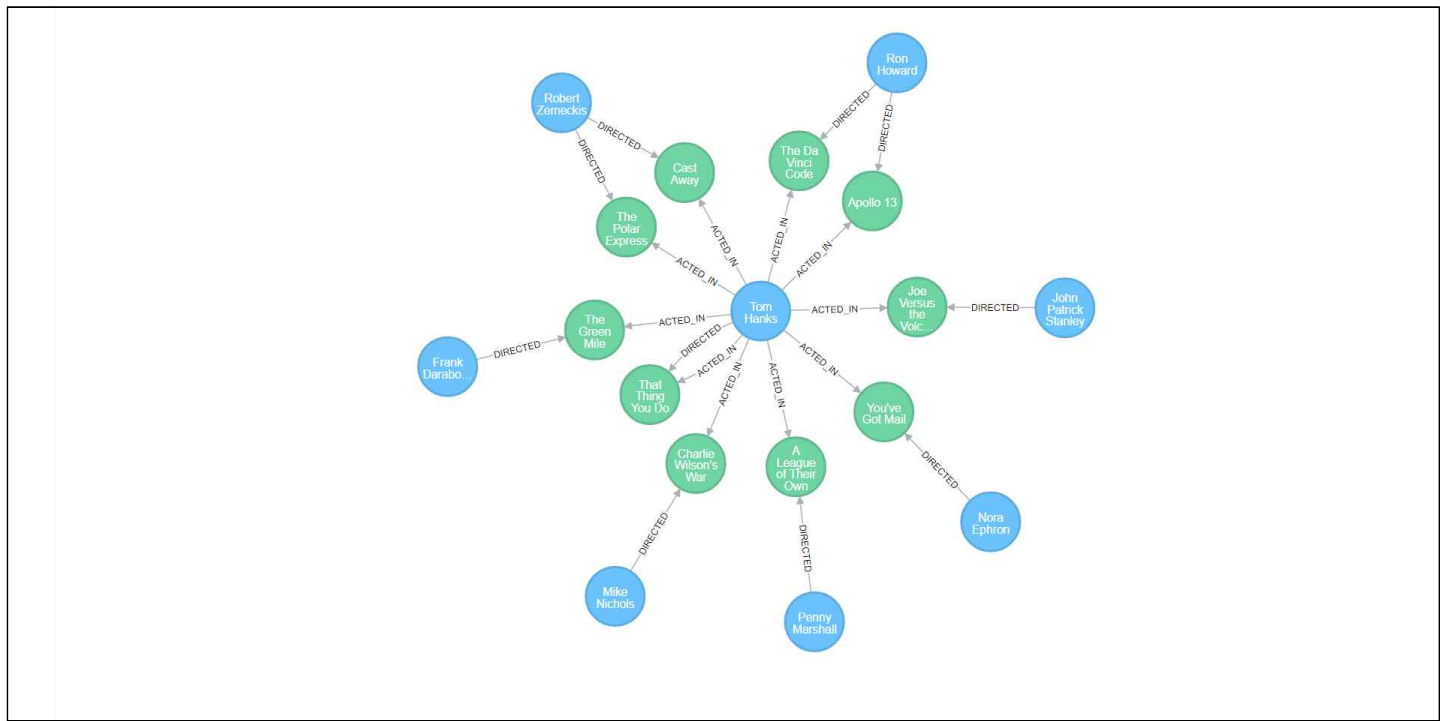 Ron
Howard
Robert
Zemeckis
DIRECTED
DIRECTED
DIRECTED
DIRECTED
The Da
Vinci
Code
Cast
Away
Apollo 13
The
Polar
Express
ACTED_IN
ACTED_IN
ACTED_IN
ACTED_IN
Tom
Hanks
ACTED_IN
Joe
Versus
the
Volc...
DIRECTED
John
Patrick
Stanley
The
Green
Mile
ACTED_IN
DIRECTED
Frank
Darabo...
DIRECTED
ACTED_IN
That
Thing
You Do
ACTED_IN
ACTED_IN
ACTED_IN
You've
Got Mail
Charlie
Wilson's
War
A
League
of Their
Own
DIRECTED
Nora
Ephron
DIRECTED
DIRECTED
Mike
Nichols
Penny
Marshall